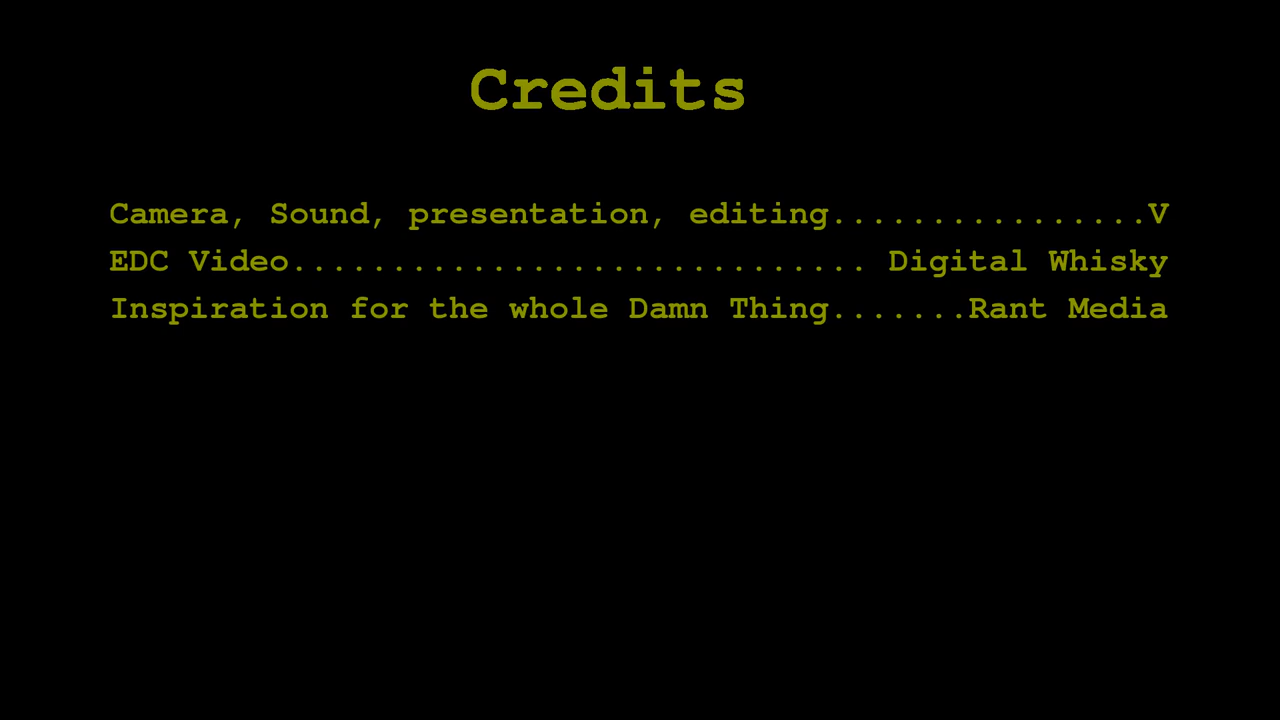 Credits
Camera, Sound, presentation, editing................V
EDC Video............................. Digital Whisky
Inspiration for the whole Damn Thing.......Rant Media